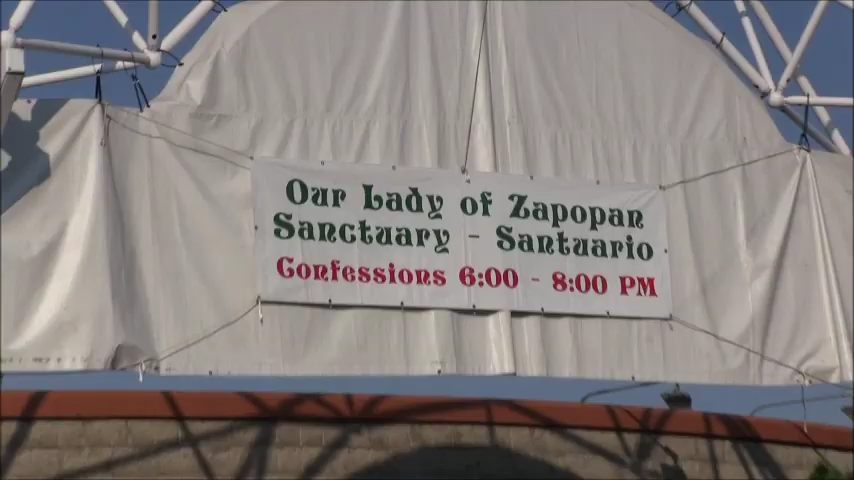 Our Lady of Zapopan
Sanctuary - Santuario
Confessions 6:00 - 8:00 PM